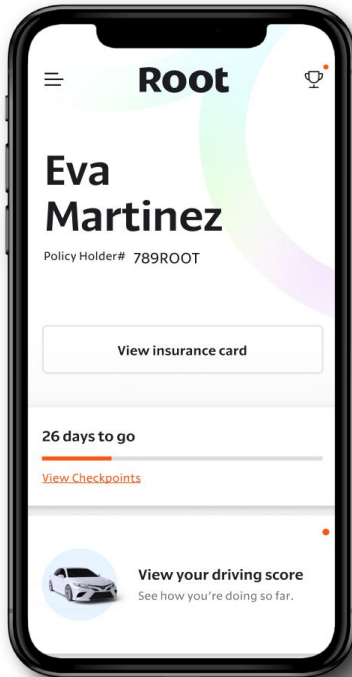 Root
Eva
Martinez
Policy Holder# 789ROOT
View insurance card
26 days to go
View Checkpoints
View your driving score
See how you're doing so far.